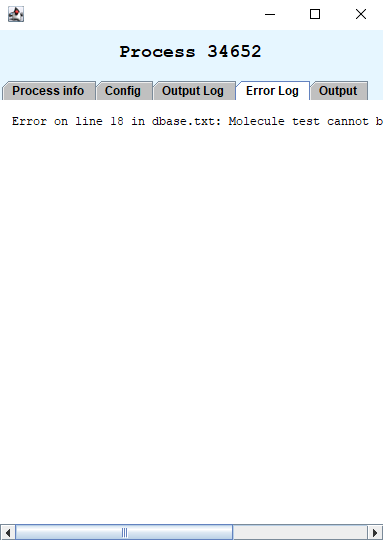 Process 34652
Process info
Config
Output Log
Error Log
Output
Error on line 18 in dbase.txt: Molecule test cannot